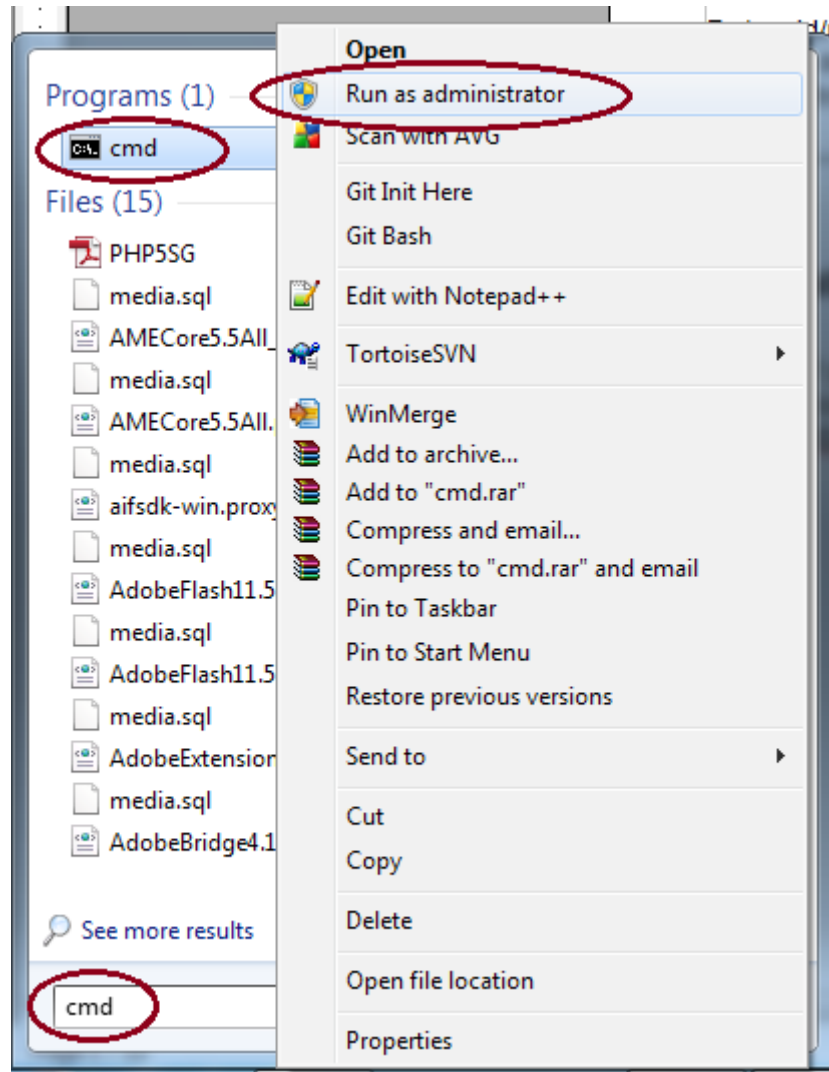 Programs (1)
cmd
Files (15)
PHP5SG
media.sql
AMECore5.5All_
media.sql
AMECore5.5All.
media.sql
aifsdk-win.proxy
media.sql
AdobeFlash11.5
media.sql
AdobeFlash11.5
media.sql
AdobeExtension
media.sql
AdobeBridge4.1
See more results
cmd
Open
Run as administrator
Scan with AVG
Git Init Here
Git Bash
Edit with Notepad++
TortoiseSVN
WinMerge
Add to archive...
Add to "cmd.rar"
Compress and email...
Compress to "cmd.rar" and email
Pin to Taskbar
Pin to Start Menu
Restore previous versions
Send to
Cut
Copy
Delete
Open file location
Properties